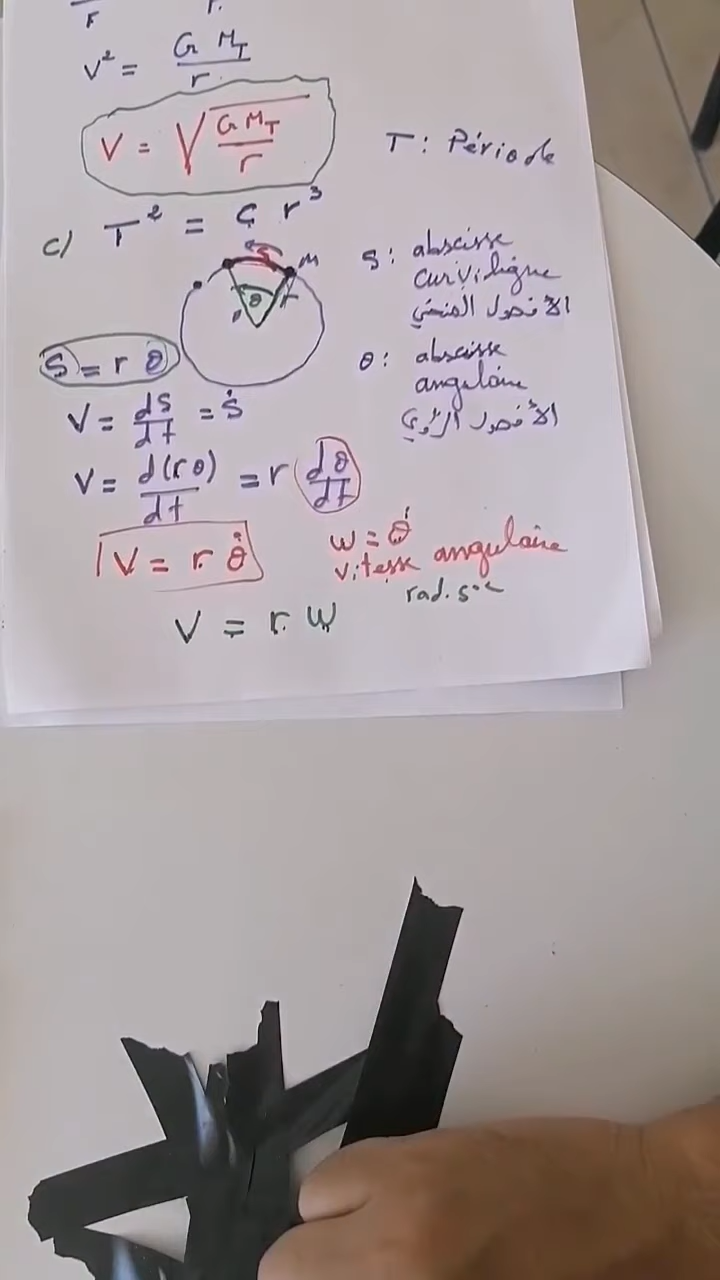 r r
V² = G M_T / r
V = √(G M_T / r)
T : Période
c) T² = C r³
S M
θ r
S : abscisse
curviligne
الأفصول المنحني
S = r θ
θ : abscisse
angulaire
الأفصول الزاوي
V = dS/dt = Ṡ
V = d(rθ)/dt = r dθ/dt
V = r θ̇
w = θ̇
vitesse angulaire
rad.s⁻¹
V = r. w